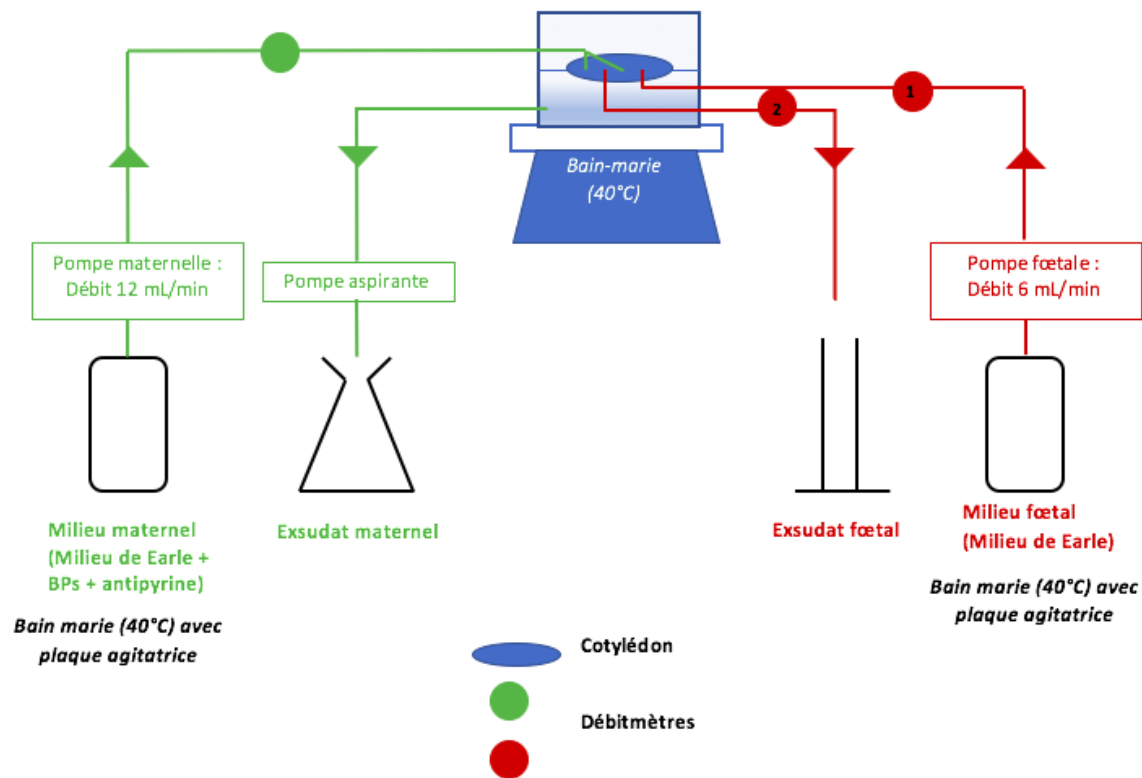 1
2
Bain-marie
(40°C)
Pompe maternelle :
Débit 12 mL/min
Pompe aspirante
Pompe fœtale :
Débit 6 mL/min
Milieu maternel
(Milieu de Earle +
BPs + antipyrine)
Bain marie (40°C) avec
plaque agitatrice
Exsudat maternel
Exsudat fœtal
Milieu fœtal
(Milieu de Earle)
Bain marie (40°C) avec
plaque agitatrice
Cotylédon
Débitmètres